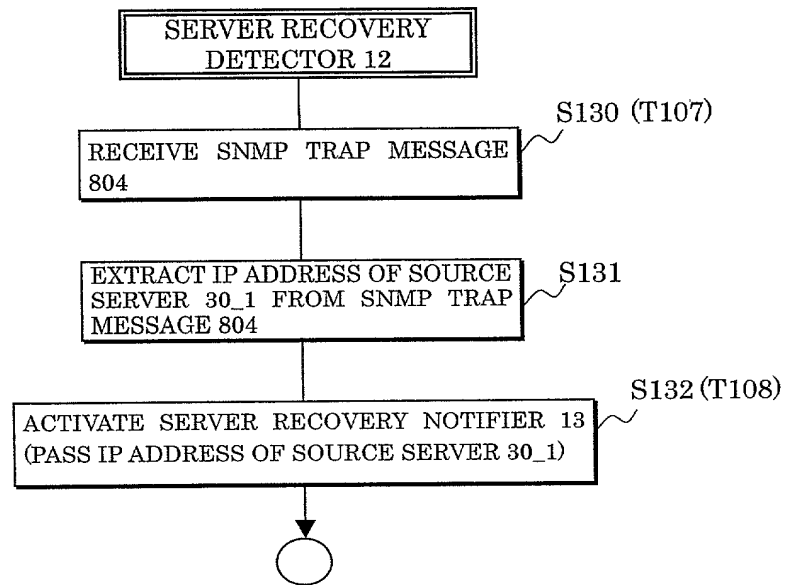 SERVER RECOVERY
DETECTOR 12
S130 (T107)
RECEIVE SNMP TRAP MESSAGE
804
EXTRACT IP ADDRESS OF SOURCE
SERVER 30_1 FROM SNMP TRAP
MESSAGE 804
S131
S132 (T108)
ACTIVATE SERVER RECOVERY NOTIFIER 13
(PASS IP ADDRESS OF SOURCE SERVER 30_1)